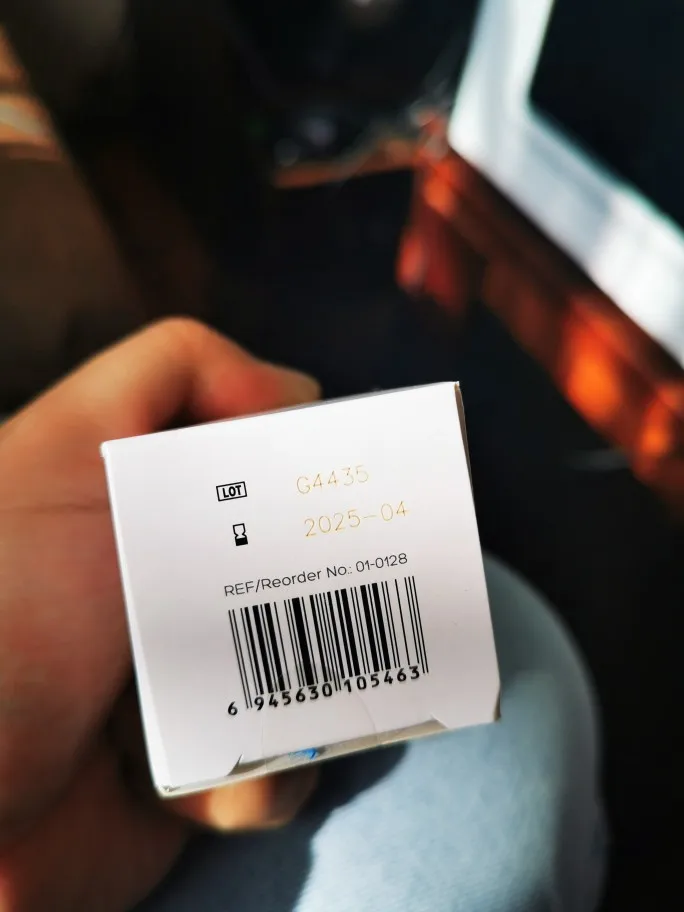 LOT G4435
2025-04
REF/Reorder No.: 01-0128
6 945630 105463